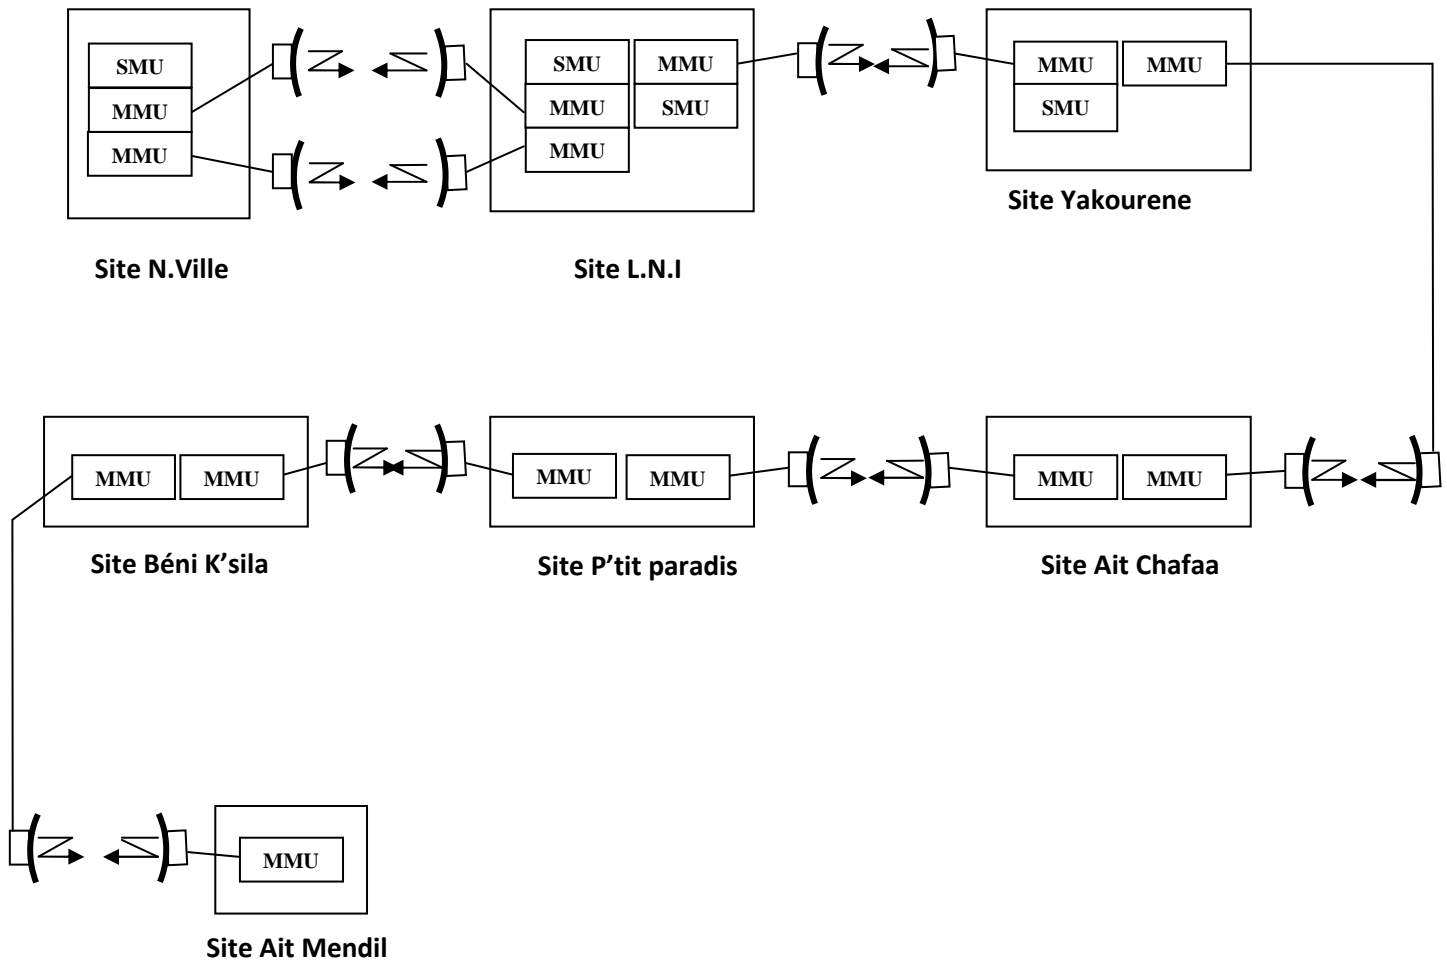 SMU
MMU
MMU
Site N.Ville
SMU
MMU
MMU
SMU
MMU
Site L.N.I
MMU
MMU
SMU
Site Yakourene
MMU
MMU
Site Béni K’sila
MMU
MMU
Site P’tit paradis
MMU
MMU
Site Ait Chafaa
MMU
Site Ait Mendil